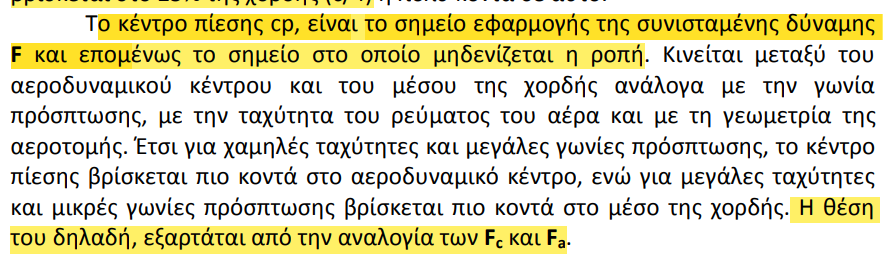 Το κέντρο πίεσης cp, είναι το σημείο εφαρμογής της συνισταμένης δύναμης
F και επομένως το σημείο στο οποίο μηδενίζεται η ροπή. Κινείται μεταξύ του
αεροδυναμικού κέντρου και του μέσου της χορδής ανάλογα με την γωνία
πρόσπτωσης, με την ταχύτητα του ρεύματος του αέρα και με τη γεωμετρία της
αεροτομής. Έτσι για χαμηλές ταχύτητες και μεγάλες γωνίες πρόσπτωσης, το κέντρο
πίεσης βρίσκεται πιο κοντά στο αεροδυναμικό κέντρο, ενώ για μεγάλες ταχύτητες
και μικρές γωνίες πρόσπτωσης βρίσκεται πιο κοντά στο μέσο της χορδής. Η θέση
του δηλαδή, εξαρτάται από την αναλογία των Fc και Fa.